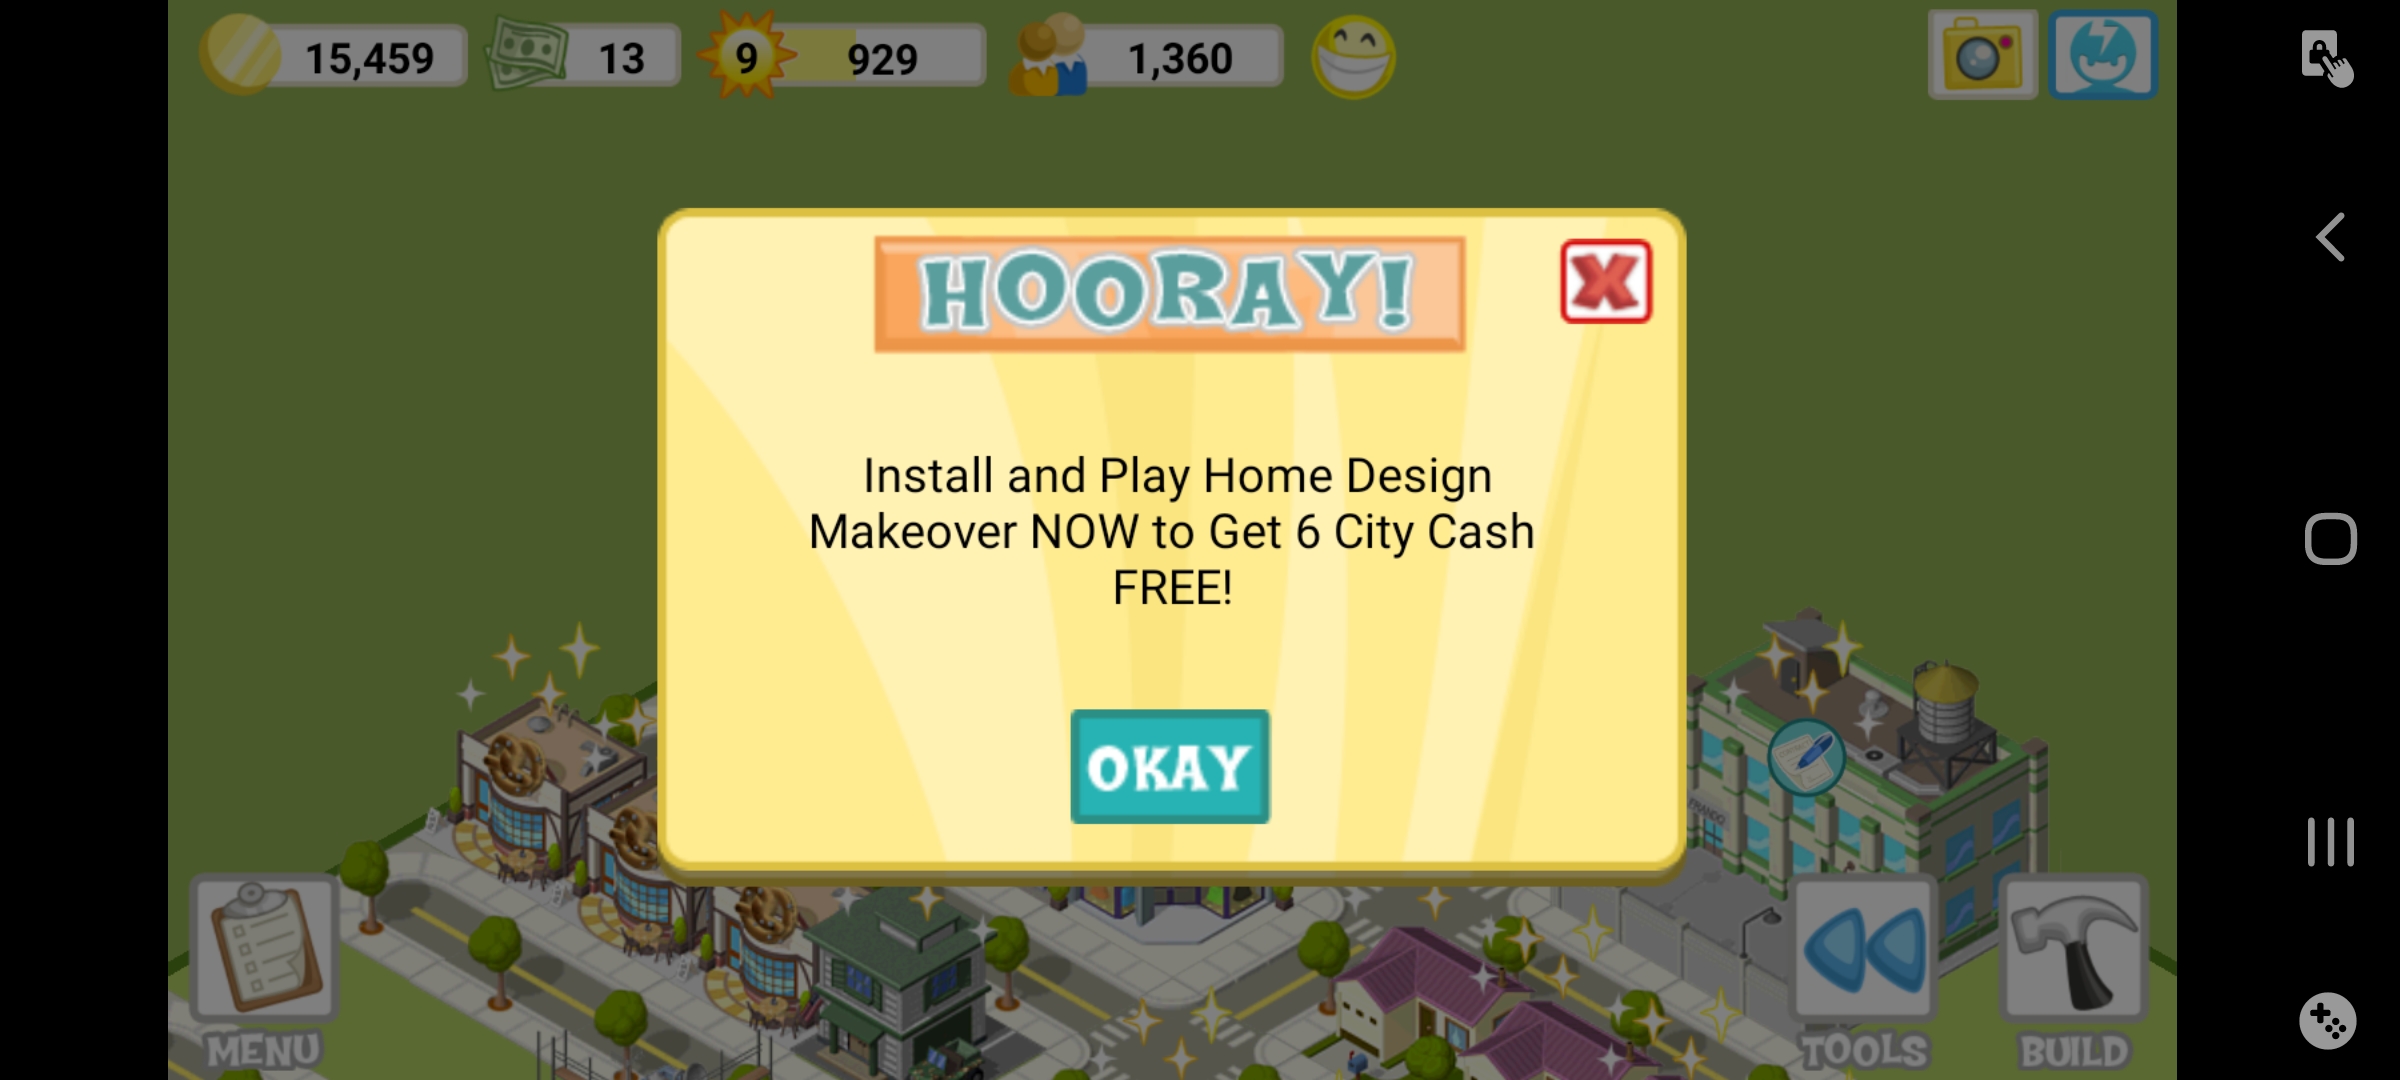 15,459
13
9
929
1,360
HOORAY!
Install and Play Home Design
Makeover NOW to Get 6 City Cash
FREE!
OKAY
MENU
TOOLS
BUILD